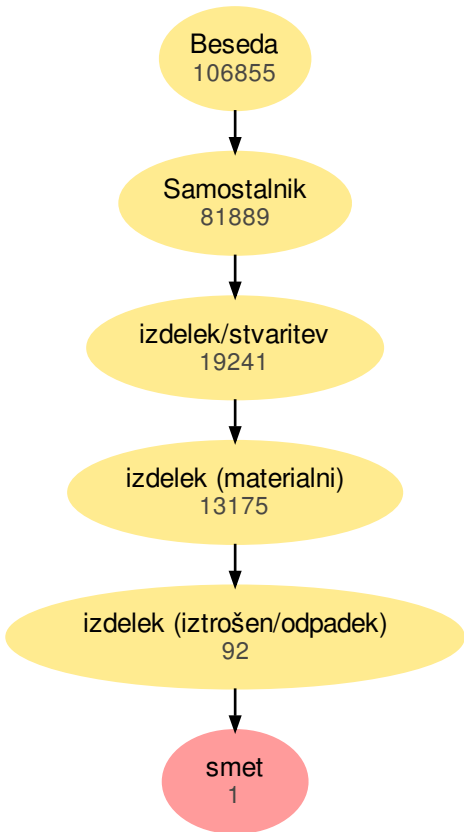 Beseda
106855
Samostalnik
81889
izdelek/stvaritev
19241
izdelek (materialni)
13175
izdelek (iztrošen/odpadek)
92
smet
1